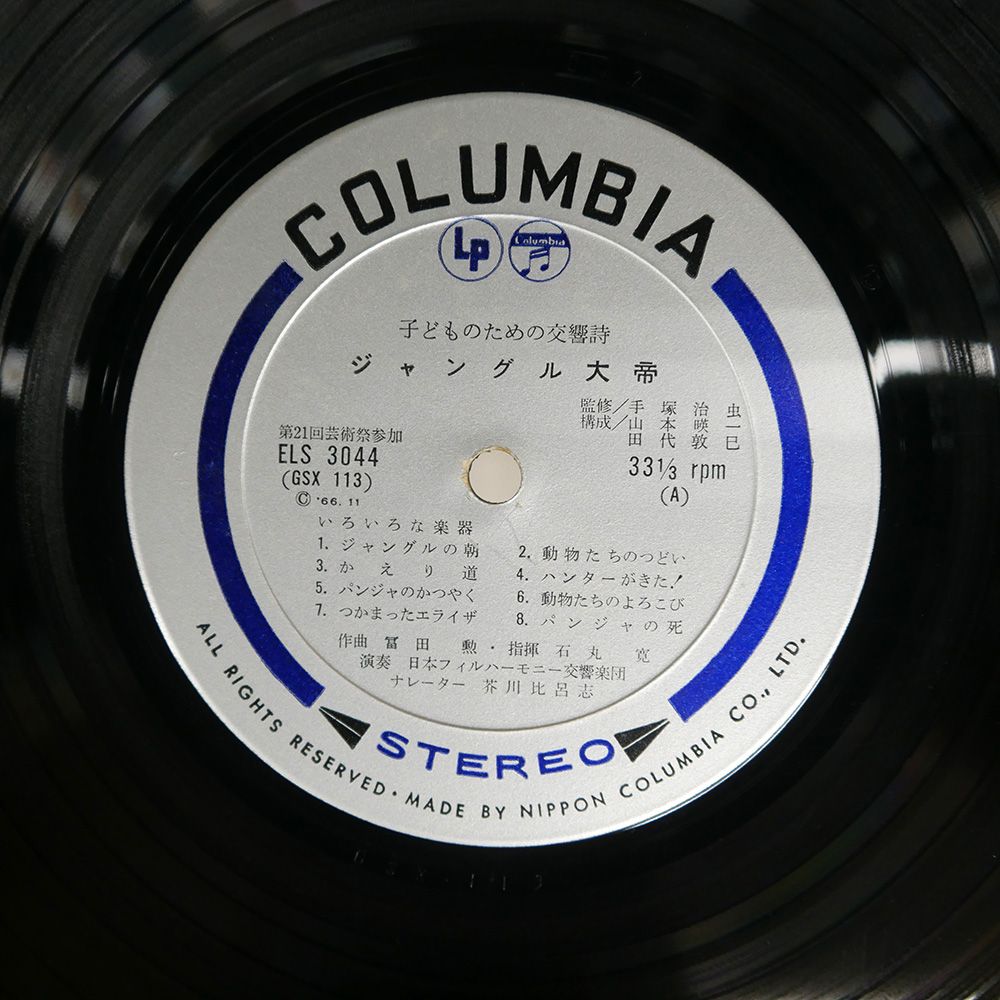 COLUMBIA
LP
Columbia
子どものための交響詩
ジャングル大帝
監修/手塚治虫
構成/山本暎一
田代敦巳
第21回芸術祭参加
ELS 3044
(GSX 113)
Ⓒ '66. 11
33 1/3 rpm
(A)
いろいろな楽器
1. ジャングルの朝
2. 動物たちのつどい
3. かえり道
4. ハンターがきた!
5. パンジャのかつやく
6. 動物たちのよろこび
7. つかまったエライザ
8. パンジャの死
作曲 冨田勲・指揮 石丸寛
演奏 日本フィルハーモニー交響楽団
ナレーター 芥川比呂志
STEREO
ALL RIGHTS RESERVED・MADE BY NIPPON COLUMBIA CO., LTD.